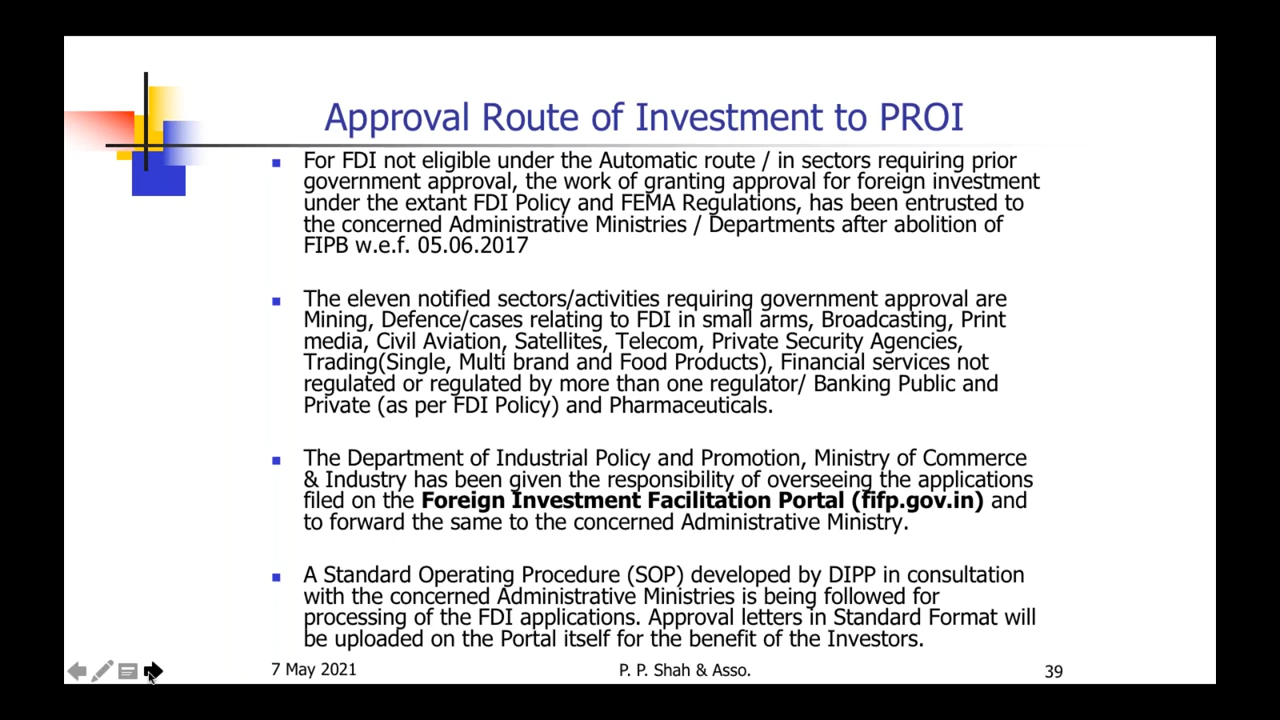 Approval Route of Investment to PROI
For FDI not eligible under the Automatic route / in sectors requiring prior
government approval, the work of granting approval for foreign investment
under the extant FDI Policy and FEMA Regulations, has been entrusted to
the concerned Administrative Ministries / Departments after abolition of
FIPB w.e.f. 05.06.2017
The eleven notified sectors/activities requiring government approval are
Mining, Defence/cases relating to FDI in small arms, Broadcasting, Print
media, Civil Aviation, Satellites, Telecom, Private Security Agencies,
Trading(Single, Multi brand and Food Products), Financial services not
regulated or regulated by more than one regulator/ Banking Public and
Private (as per FDI Policy) and Pharmaceuticals.
The Department of Industrial Policy and Promotion, Ministry of Commerce
& Industry has been given the responsibility of overseeing the applications
filed on the Foreign Investment Facilitation Portal (fifp.gov.in) and
to forward the same to the concerned Administrative Ministry.
A Standard Operating Procedure (SOP) developed by DIPP in consultation
with the concerned Administrative Ministries is being followed for
processing of the FDI applications. Approval letters in Standard Format will
be uploaded on the Portal itself for the benefit of the Investors.
7 May 2021 P. P. Shah & Asso. 39